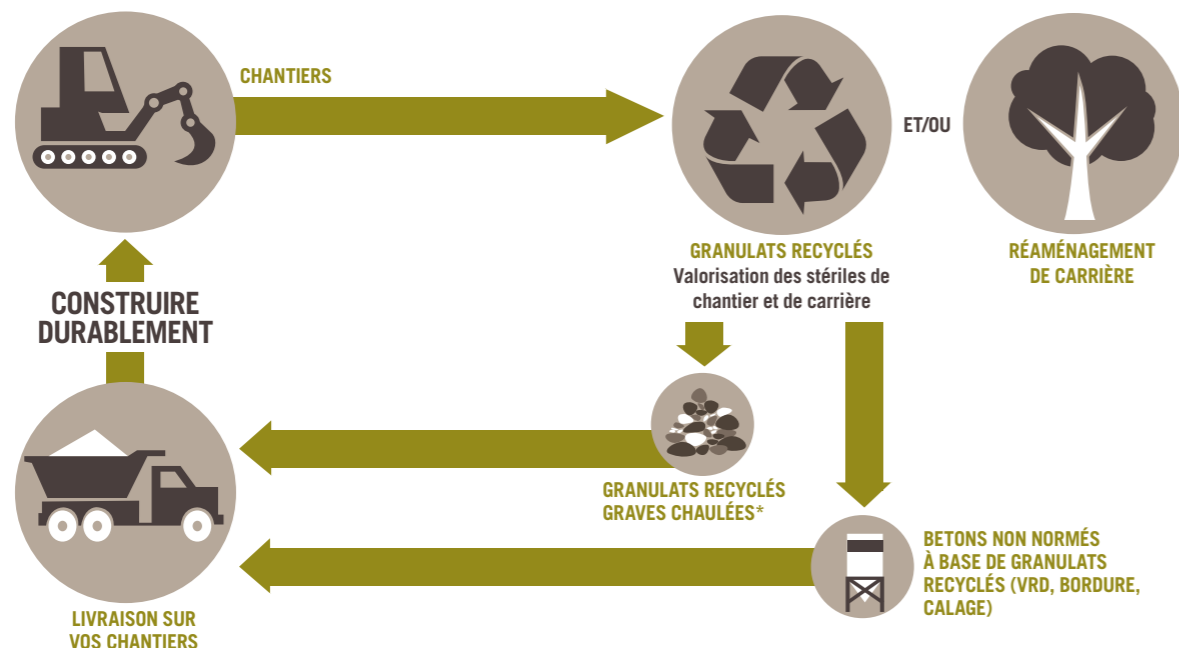 CHANTIERS
ET/OU
GRANULATS RECYCLÉS
Valorisation des stériles de
chantier et de carrière
RÉAMÉNAGEMENT
DE CARRIÈRE
CONSTRUIRE
DURABLEMENT
GRANULATS RECYCLÉS
GRAVES CHAULÉES*
BETONS NON NORMÉS
À BASE DE GRANULATS
RECYCLÉS (VRD, BORDURE,
CALAGE)
LIVRAISON SUR
VOS CHANTIERS